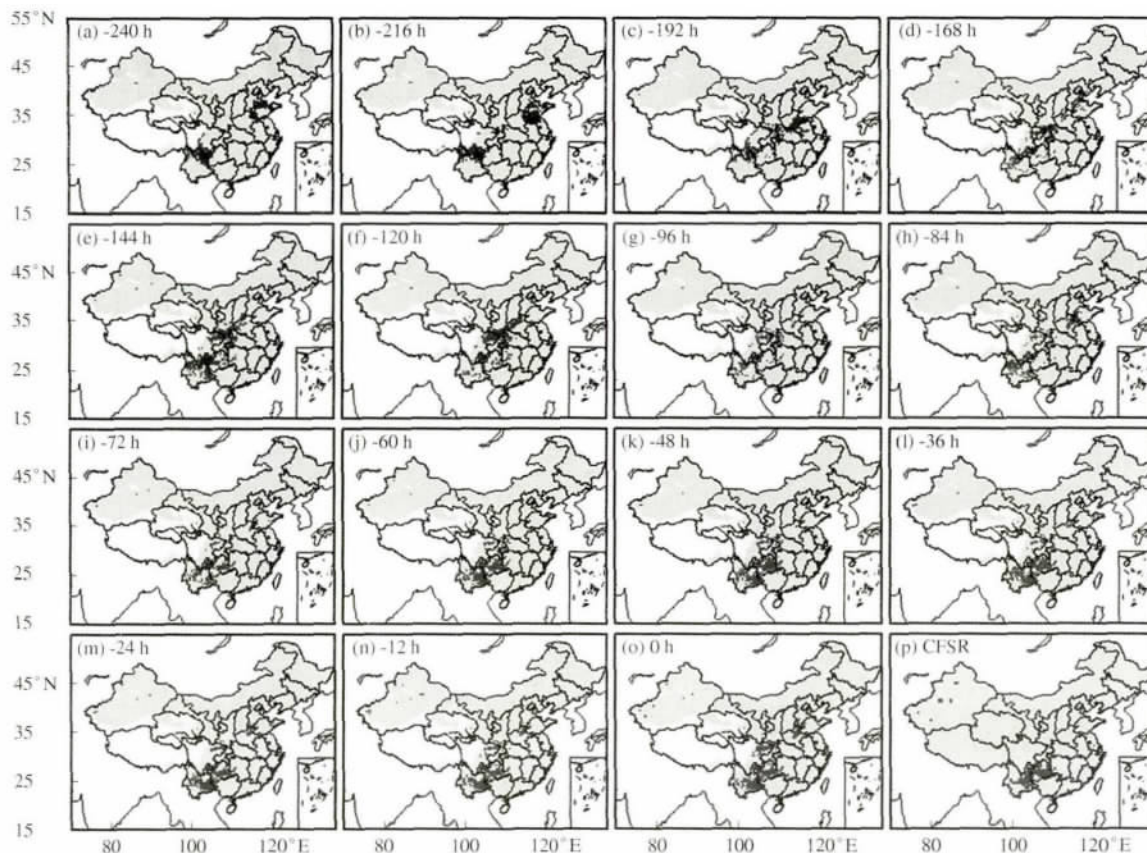 55°N
(a) -240 h
(b) -216 h
(c) -192 h
(d) -168 h
45
35
25
15
(e) -144 h
(f) -120 h
(g) -96 h
(h) -84 h
45°N
35
25
15
(i) -72 h
(j) -60 h
(k) -48 h
(l) -36 h
45°N
35
25
15
(m) -24 h
(n) -12 h
(o) 0 h
(p) CFSR
45°N
35
25
15
80 100 120°E 80 100 120°E 80 100 120°E 80 100 120°E